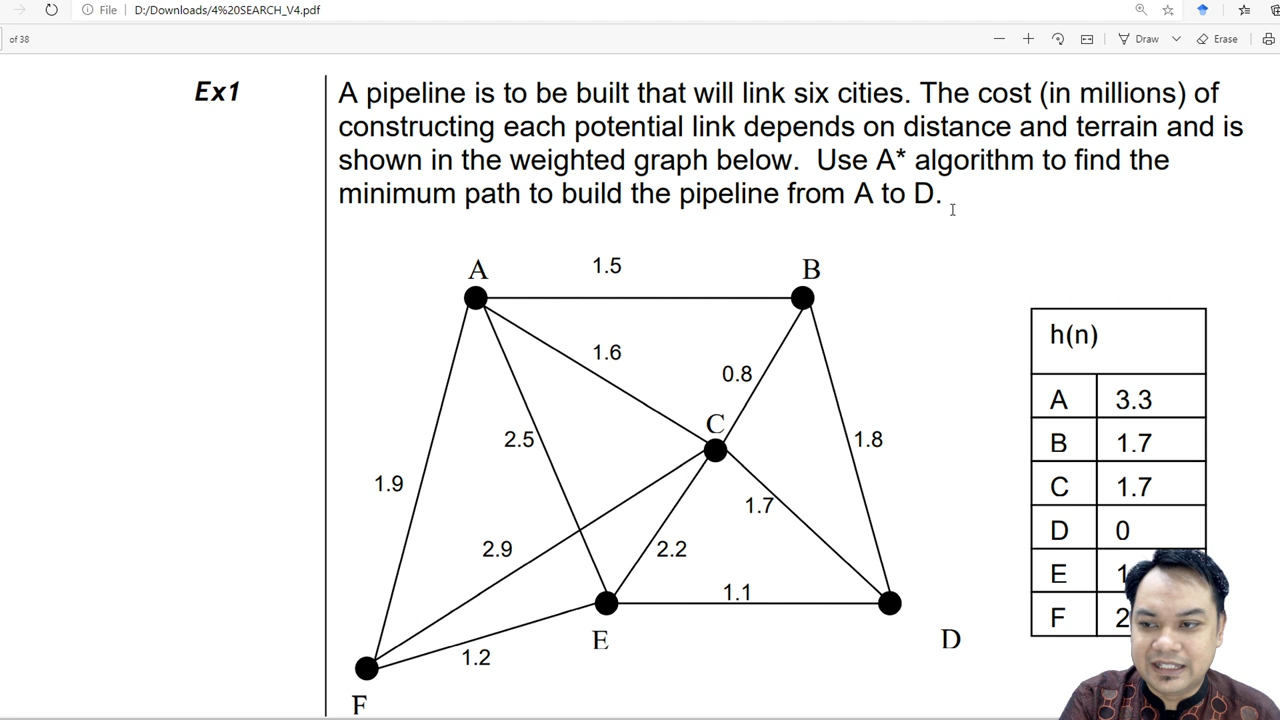 File | D:/Downloads/4%20SEARCH_V4.pdf
of 38
Draw
Erase
Ex1
A pipeline is to be built that will link six cities. The cost (in millions) of
constructing each potential link depends on distance and terrain and is
shown in the weighted graph below. Use A* algorithm to find the
minimum path to build the pipeline from A to D.
A 1.5 B
1.6
0.8
C
2.5
1.8
1.9
1.7
2.9
2.2
1.1
E
D
1.2
F
h(n)
A 3.3
B 1.7
C 1.7
D 0
E
F